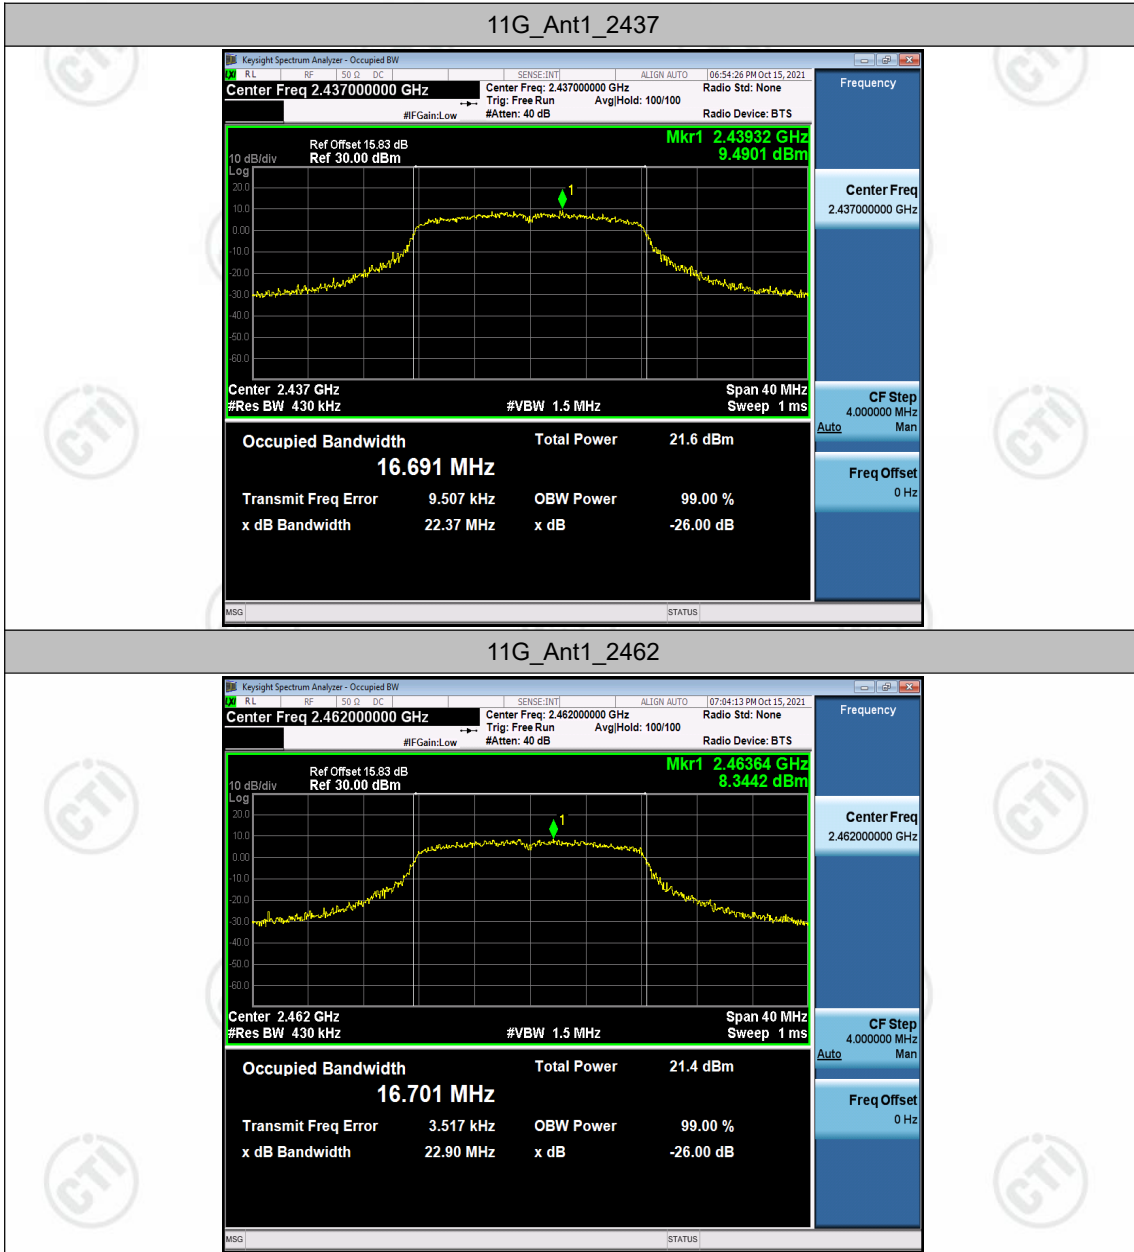 11G_Ant1_2437
Keysight Spectrum Analyzer - Occupied BW
LXI RL RF 50 Ω DC SENSE:INT ALIGN AUTO 06:54:26 PM Oct 15, 2021
Center Freq 2.437000000 GHz
Center Freq: 2.437000000 GHz Radio Std: None
Trig: Free Run Avg|Hold: 100/100
#IFGain:Low #Atten: 40 dB Radio Device: BTS
Frequency
Mkr1 2.43932 GHz
9.4901 dBm
Ref Offset 15.83 dB
10 dB/div Ref 30.00 dBm
Log
20.0
10.0
0.00
-10.0
-20.0
-30.0
-40.0
-50.0
-60.0
1
Center 2.437 GHz Span 40 MHz
#Res BW 430 kHz #VBW 1.5 MHz Sweep 1 ms
Occupied Bandwidth Total Power 21.6 dBm
16.691 MHz
Transmit Freq Error 9.507 kHz OBW Power 99.00 %
x dB Bandwidth 22.37 MHz x dB -26.00 dB
Center Freq
2.437000000 GHz
CF Step
4.000000 MHz
Auto Man
Freq Offset
0 Hz
MSG STATUS
11G_Ant1_2462
Keysight Spectrum Analyzer - Occupied BW
LXI RL RF 50 Ω DC SENSE:INT ALIGN AUTO 07:04:13 PM Oct 15, 2021
Center Freq 2.462000000 GHz
Center Freq: 2.462000000 GHz Radio Std: None
Trig: Free Run Avg|Hold: 100/100
#IFGain:Low #Atten: 40 dB Radio Device: BTS
Frequency
Mkr1 2.46364 GHz
8.3442 dBm
Ref Offset 15.83 dB
10 dB/div Ref 30.00 dBm
Log
20.0
10.0
0.00
-10.0
-20.0
-30.0
-40.0
-50.0
-60.0
1
Center 2.462 GHz Span 40 MHz
#Res BW 430 kHz #VBW 1.5 MHz Sweep 1 ms
Occupied Bandwidth Total Power 21.4 dBm
16.701 MHz
Transmit Freq Error 3.517 kHz OBW Power 99.00 %
x dB Bandwidth 22.90 MHz x dB -26.00 dB
Center Freq
2.462000000 GHz
CF Step
4.000000 MHz
Auto Man
Freq Offset
0 Hz
MSG STATUS
CTI
CTI
CTI
CTI
CTI
CTI
CTI
CTI